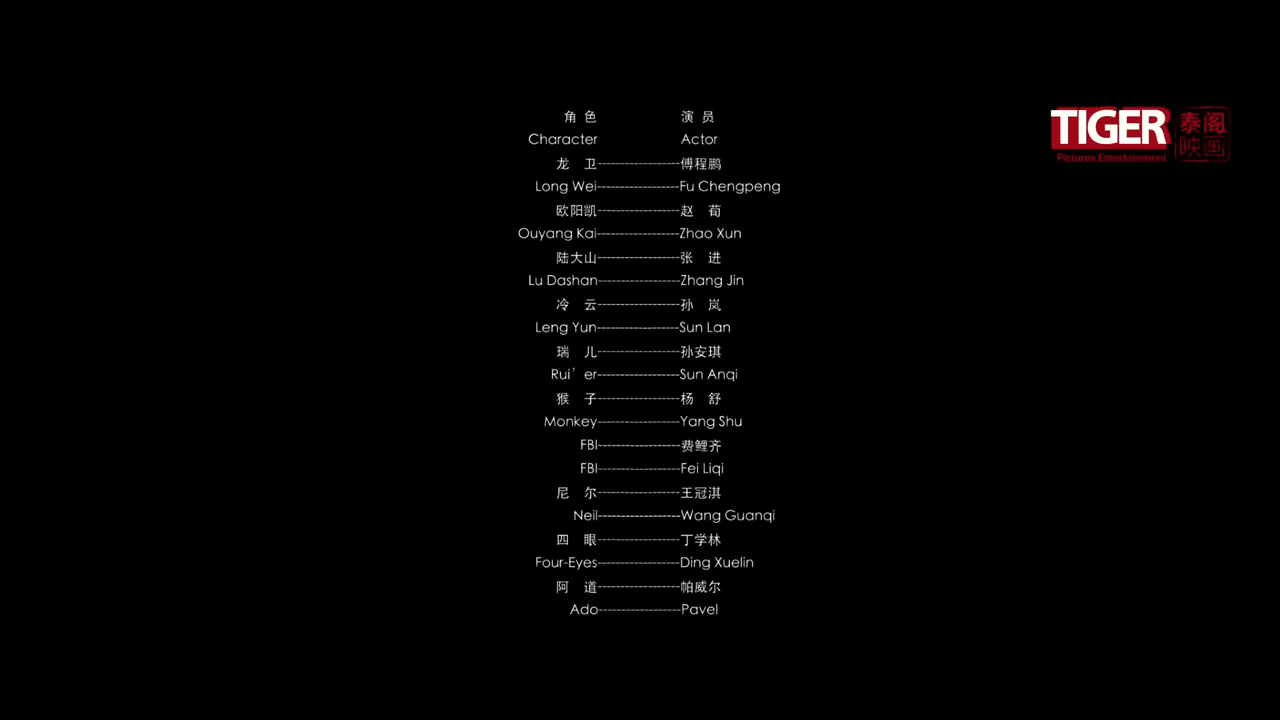 角 色 演 员
Character Actor
龙 卫------------------傅程鹏
Long Wei------------------Fu Chengpeng
欧阳凯------------------赵 荀
Ouyang Kai------------------Zhao Xun
陆大山------------------张 进
Lu Dashan------------------Zhang Jin
冷 云------------------孙 岚
Leng Yun------------------Sun Lan
瑞 儿------------------孙安琪
Rui’er------------------Sun Anqi
猴 子------------------杨 舒
Monkey------------------Yang Shu
FBI------------------费鲤齐
FBI------------------Fei Liqi
尼 尔------------------王冠淇
Neil------------------Wang Guanqi
四 眼------------------丁学林
Four-Eyes------------------Ding Xuelin
阿 道------------------帕威尔
Ado------------------Pavel
TIGER
Pictures Entertainment
泰阁
映画